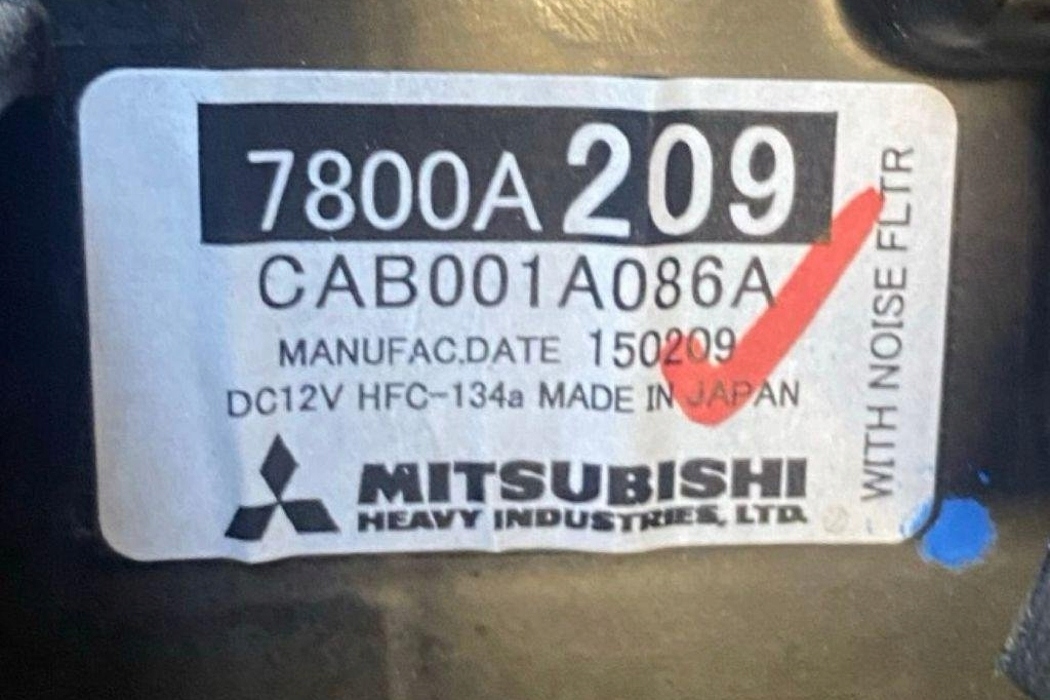 7800A209
CAB001A086A
MANUFAC.DATE 150209
DC12V HFC-134a MADE IN JAPAN
MITSUBISHI
HEAVY INDUSTRIES, LTD.
WITH NOISE FLTR